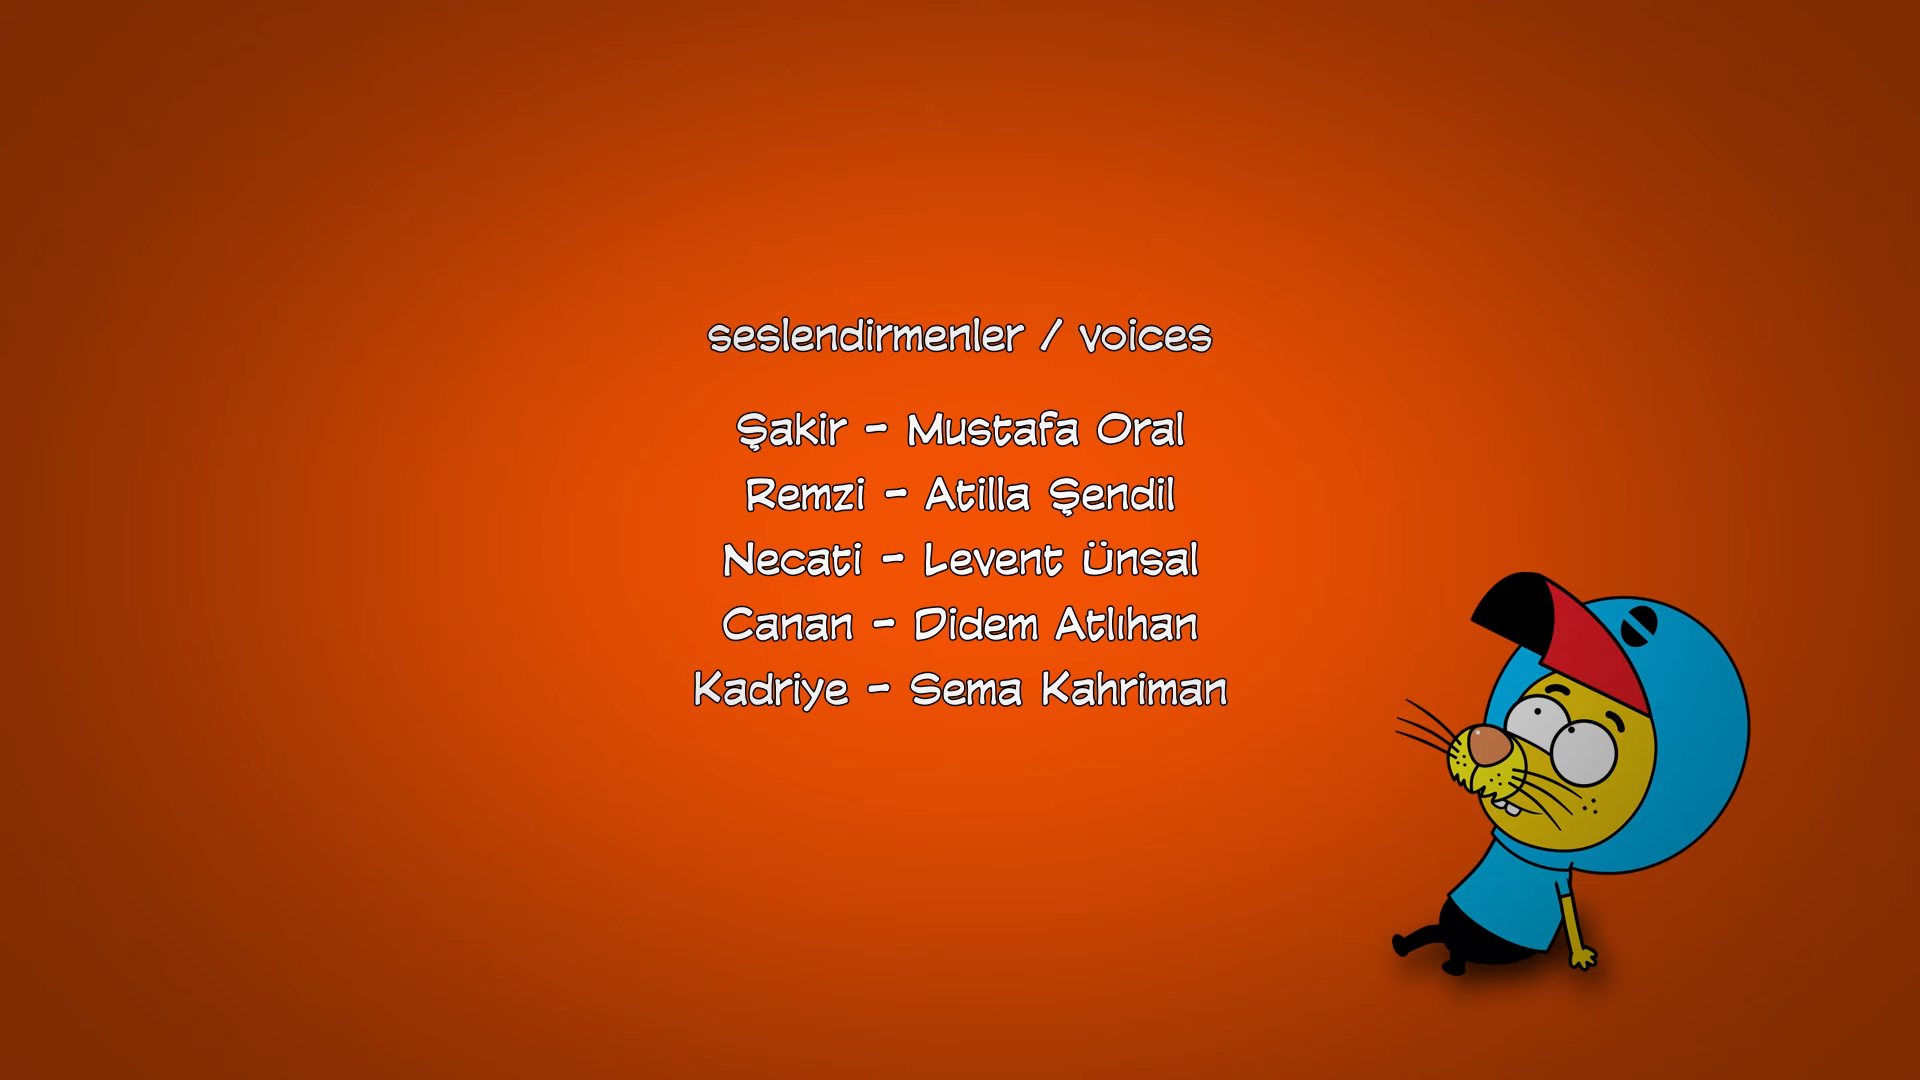 seslendirmenler / voices
Şakir - Mustafa Oral
Remzi - Atilla Şendil
Necati - Levent Ünsal
Canan - Didem Atlıhan
Kadriye - Sema Kahriman